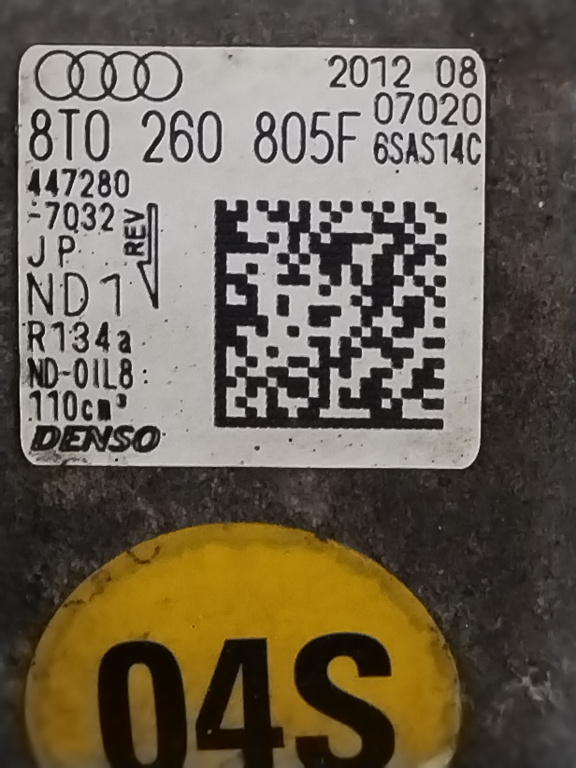 2012 08
07020
8T0 260 805F 6SAS14C
447280
-7032
REV
JP
ND1
R134a
ND-OIL8:
110cm³
DENSO
04S